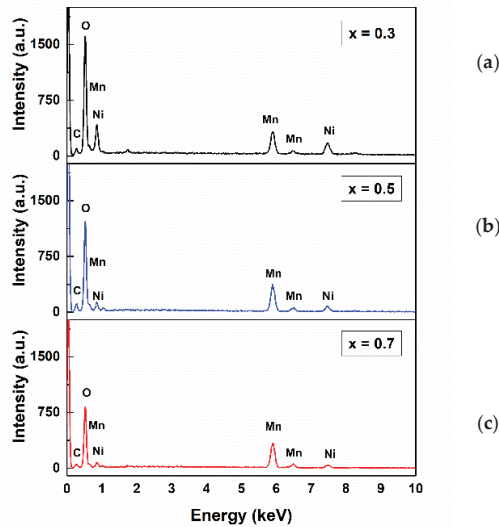 x = 0.3
(a)
Intensity (a.u.)
1500
750
0
O
C
Mn
Ni
Mn
Mn
Ni
x = 0.5
(b)
Intensity (a.u.)
1500
750
0
O
C
Mn
Ni
Mn
Mn
Ni
x = 0.7
(c)
Intensity (a.u.)
1500
750
0
O
C
Mn
Ni
Mn
Mn
Ni
0 1 2 3 4 5 6 7 8 9 10
Energy (keV)